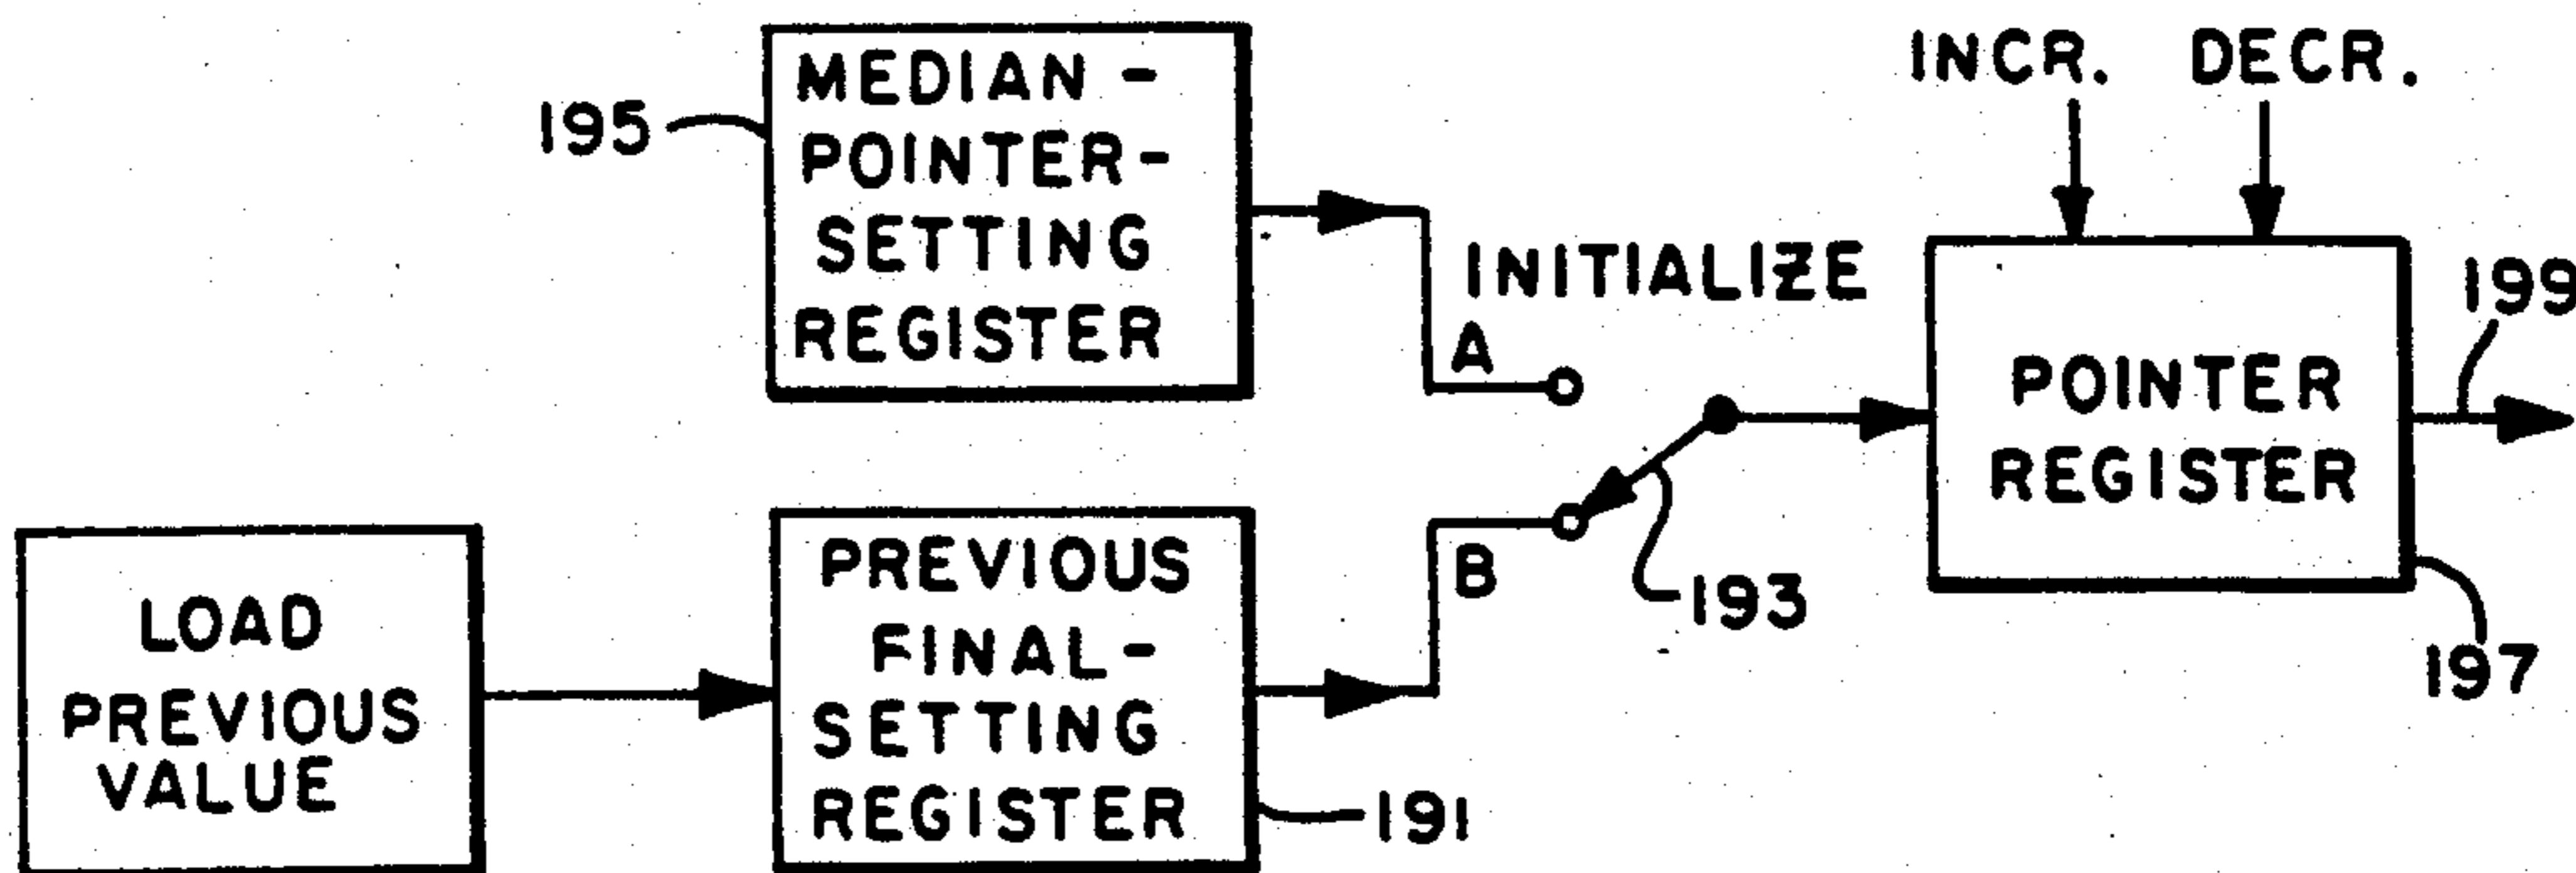 195
MEDIAN-
POINTER-
SETTING
REGISTER
INCR. DECR.
INITIALIZE
A
B
193
POINTER
REGISTER
199
197
LOAD
PREVIOUS
VALUE
PREVIOUS
FINAL-
SETTING
REGISTER
191